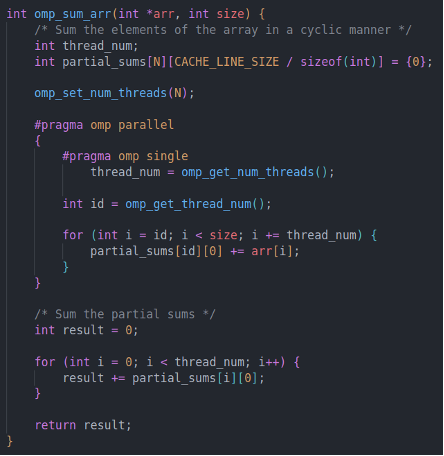 int omp_sum_arr(int *arr, int size) {
    /* Sum the elements of the array in a cyclic manner */
    int thread_num;
    int partial_sums[N][CACHE_LINE_SIZE / sizeof(int)] = {0};

    omp_set_num_threads(N);

    #pragma omp parallel
    {
        #pragma omp single
            thread_num = omp_get_num_threads();

        int id = omp_get_thread_num();

        for (int i = id; i < size; i += thread_num) {
            partial_sums[id][0] += arr[i];
        }
    }

    /* Sum the partial sums */
    int result = 0;

    for (int i = 0; i < thread_num; i++) {
        result += partial_sums[i][0];
    }

    return result;
}